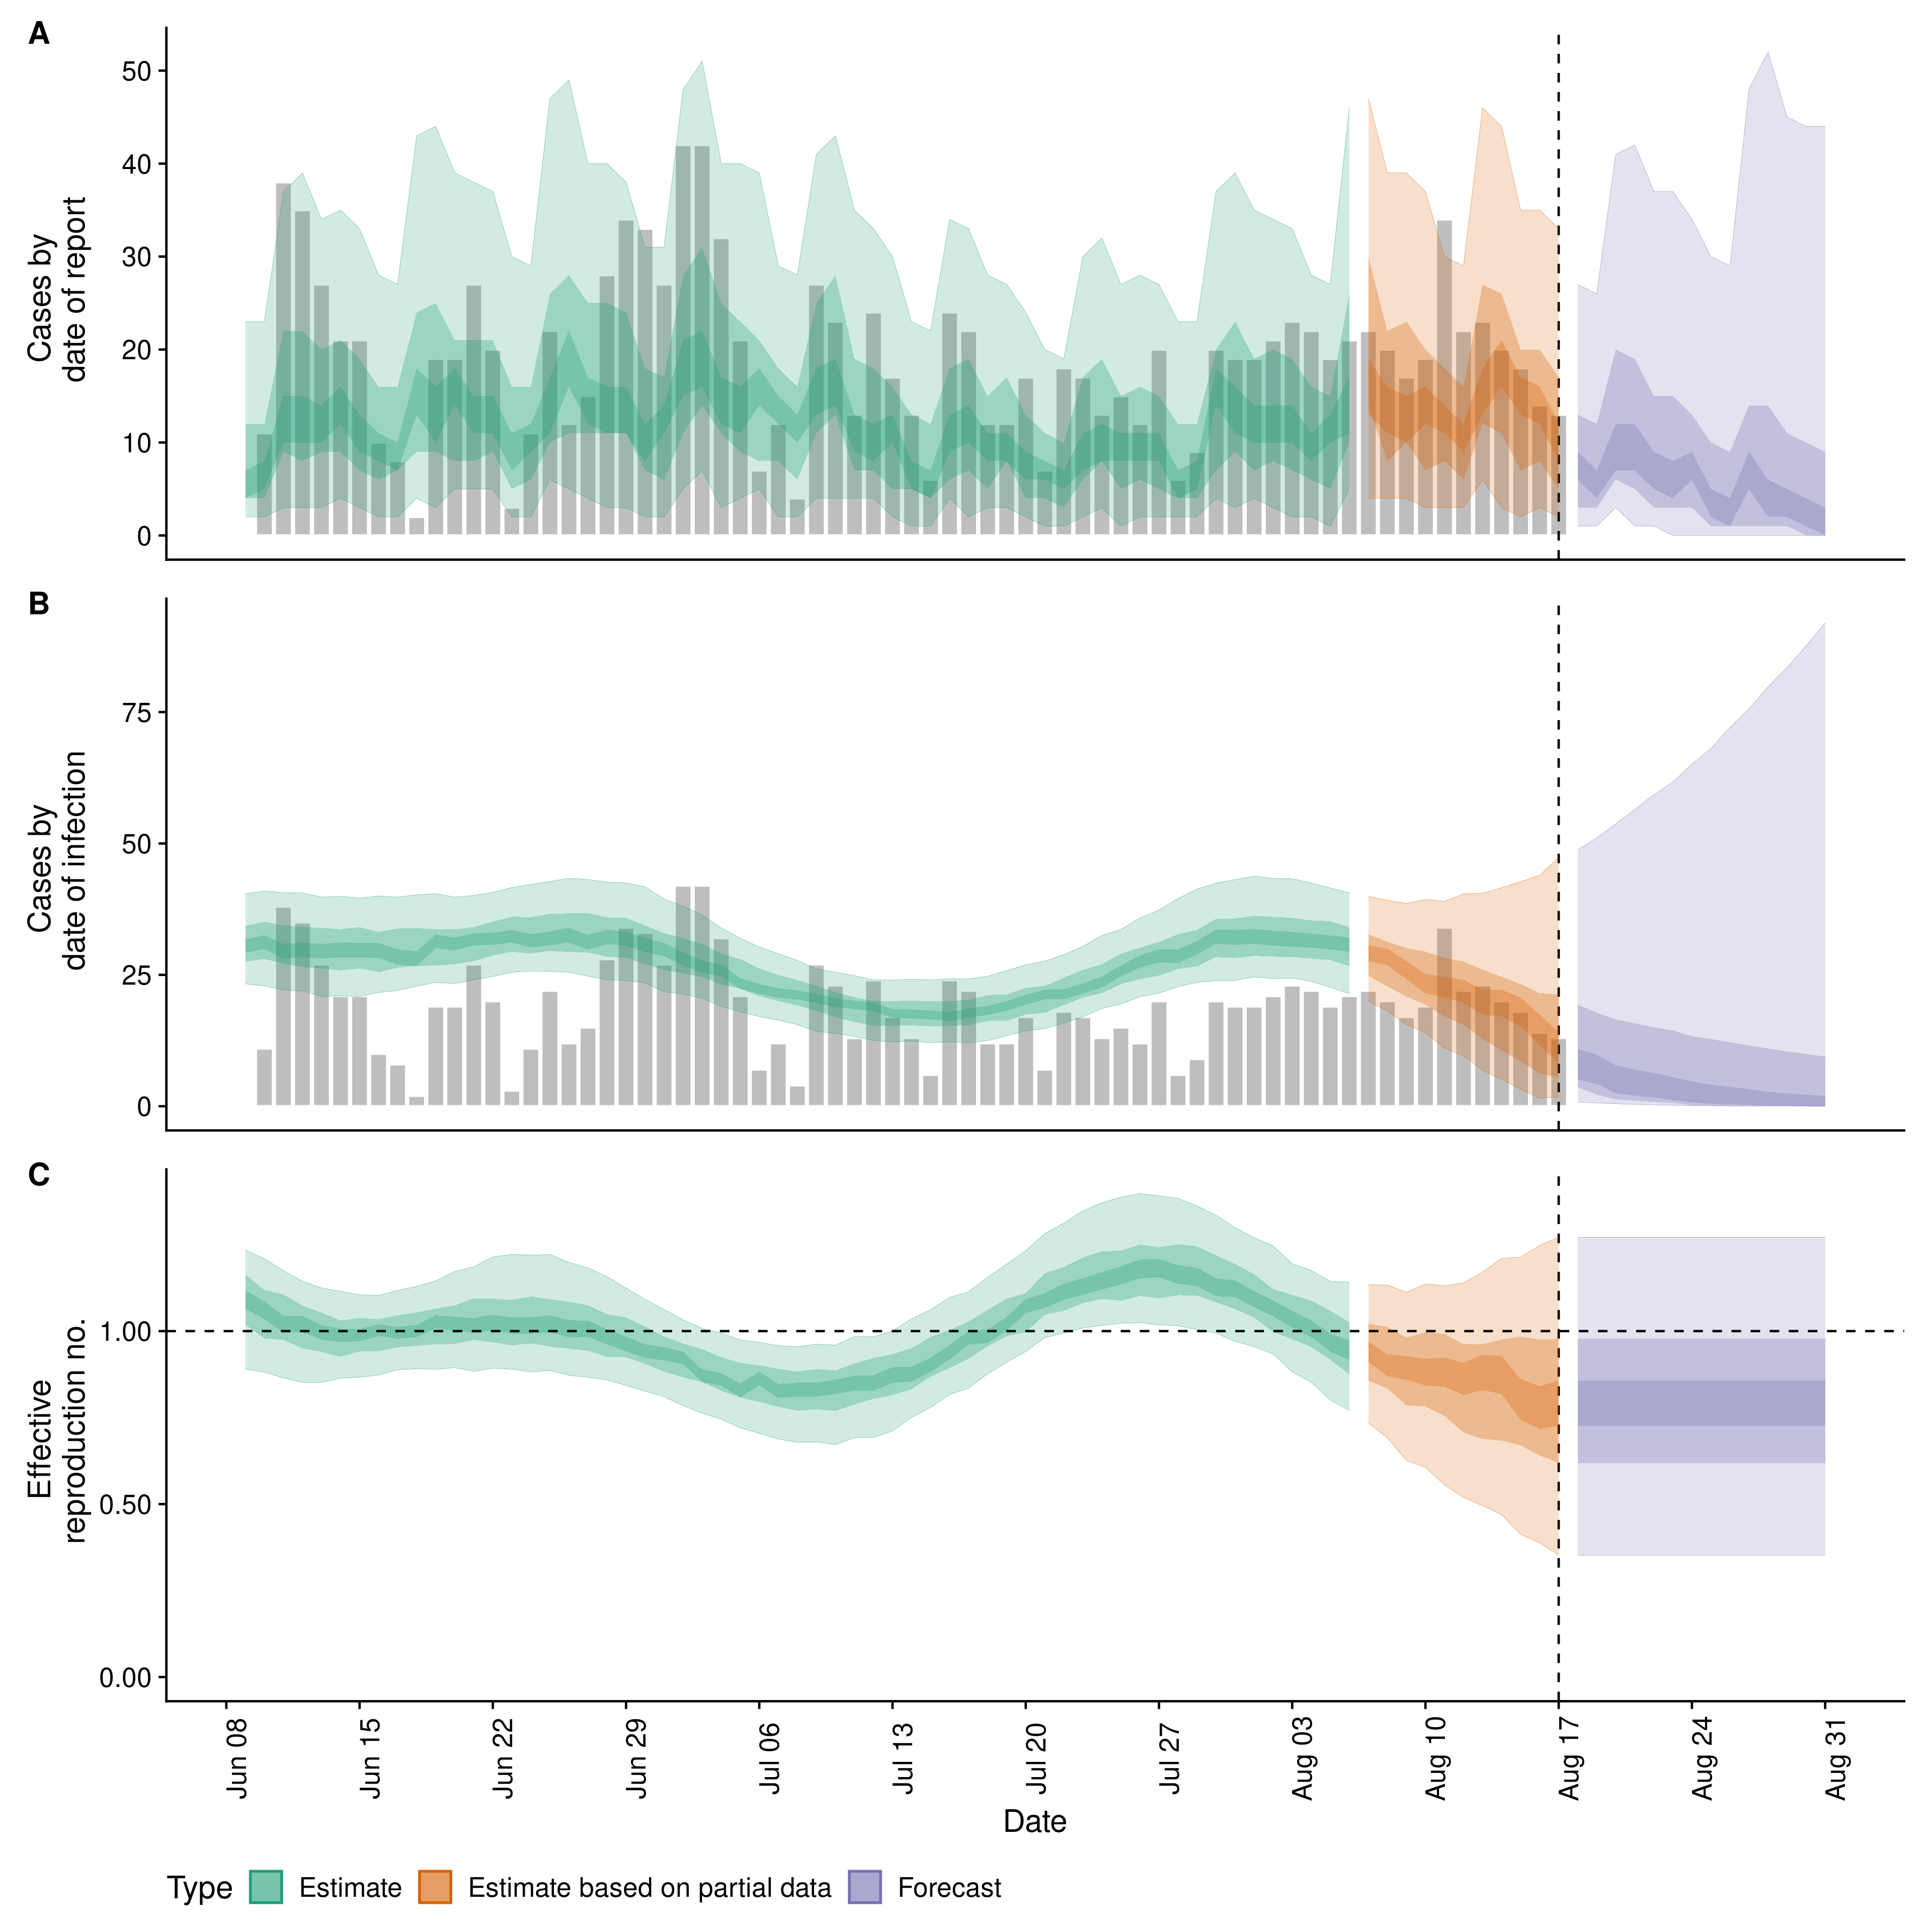 A
50
40
30
20
10
0
Cases by
date of report
B
75
50
25
0
Cases by
date of infection
C
1.00
0.50
0.00
Effective
reproduction no.
Jun 08
Jun 15
Jun 22
Jun 29
Jul 06
Jul 13
Jul 20
Jul 27
Aug 03
Aug 10
Aug 17
Aug 24
Aug 31
Date
Type Estimate Estimate based on partial data Forecast